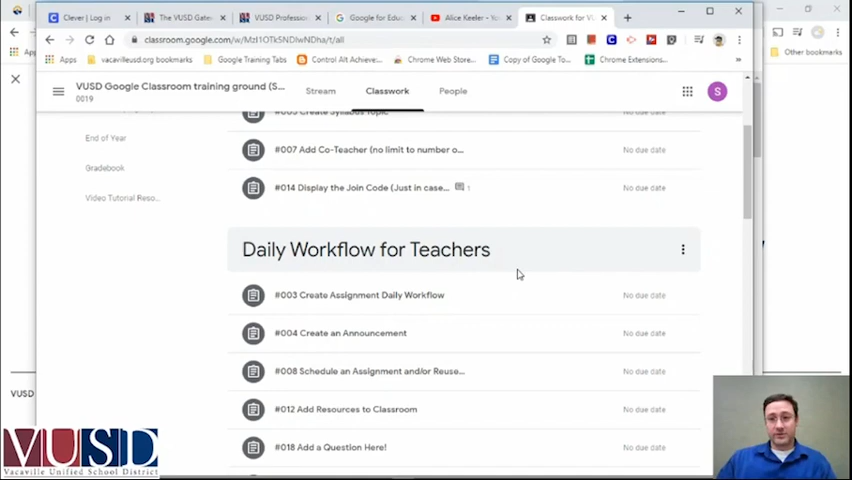 Clever | Log in
The VUSD Gate
VUSD Profession
Google for Educ
Alice Keeler - Yo
Classwork for V
classroom.google.com/w/MzI1OTk5NDIwNDha/t/all
Apps
vacavilleusd.org bookmarks
Google Training Tabs
Control Alt Achieve...
Chrome Web Store...
Copy of Google To...
Chrome Extensions
Other bookmarks
VUSD Google Classroom training ground (S...
0019
Stream
Classwork
People
S
#005 Create Syllabus Topic
End of Year
#007 Add Co-Teacher (no limit to number o...
No due date
Gradebook
#014 Display the Join Code (Just in case...
1
No due date
Video Tutorial Reso...
Daily Workflow for Teachers
#003 Create Assignment Daily Workflow
No due date
#004 Create an Announcement
No due date
#008 Schedule an Assignment and/or Reuse...
No due date
VUSD
#012 Add Resources to Classroom
No due date
#018 Add a Question Here!
No due date
VUSD
Vacaville Unified School District